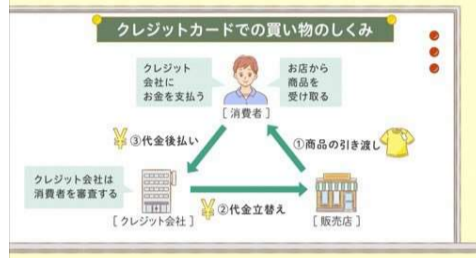 クレジットカードでの買い物のしくみ
クレジット
会社に
お金を支払う
お店から
商品を
受け取る
[消費者]
¥③代金後払い
①商品の引き渡し
クレジット会社は
消費者を審査する
[クレジット会社]
¥②代金立替え
[販売店]